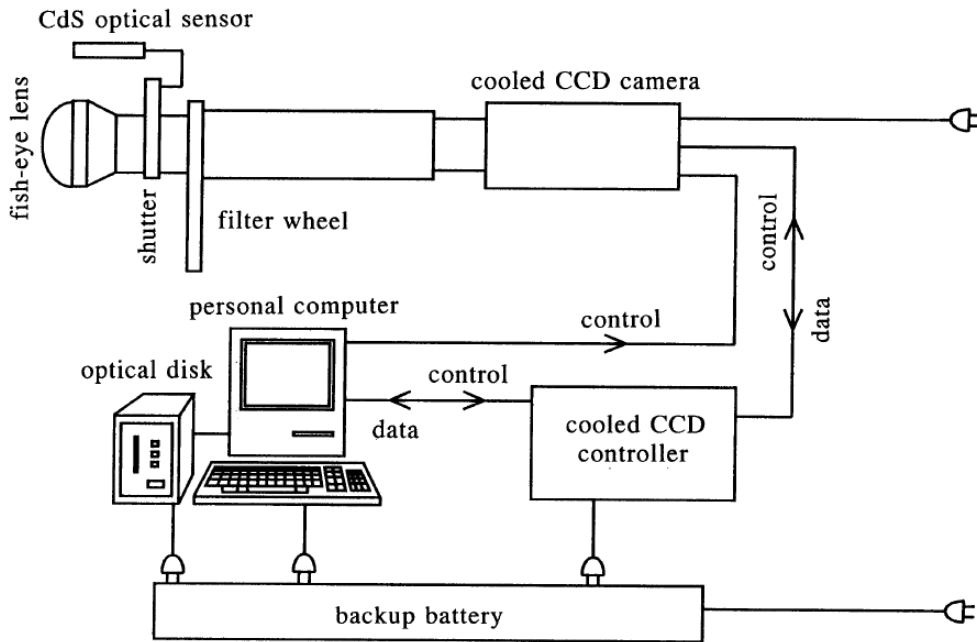 CdS optical sensor
cooled CCD camera
fish-eye lens
shutter
filter wheel
control
data
personal computer
control
optical disk
control
data
cooled CCD
controller
backup battery